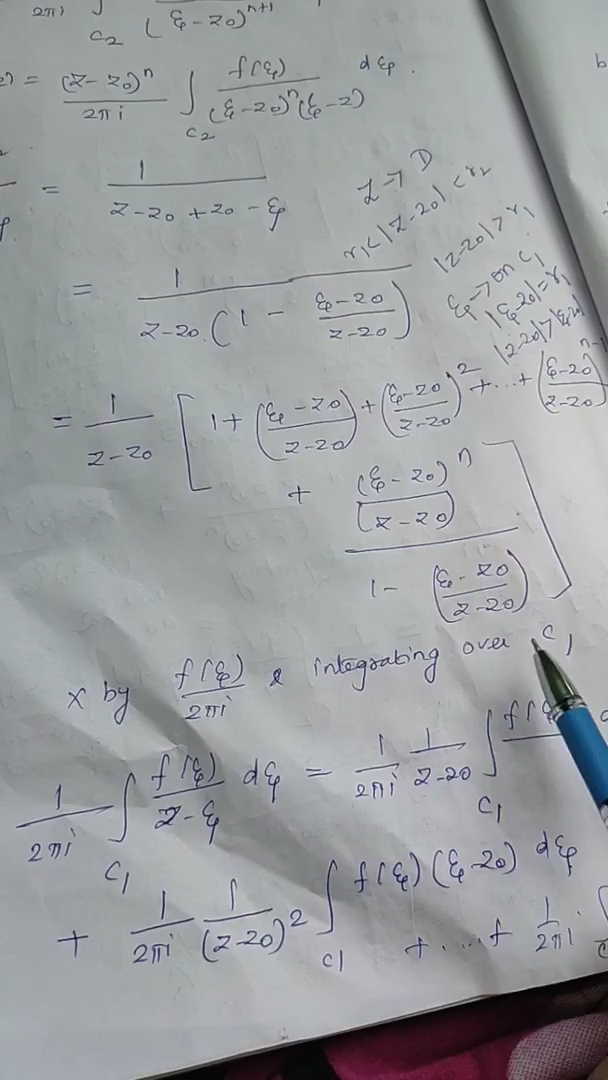 2πi ∫ C2 (ξ-z0)^{n+1}
= (z-z0)^n / 2πi ∫ C2 f(ξ) / (ξ-z0)^n (ξ-z) dξ.
= 1 / z-z0+z0-ξ
z → D
r1 < |z-z0| < r2
= 1 / z-z0. (1 - ξ-z0 / z-z0)
|z-z0| > r1
ξ → on C1
|ξ-z0| = r1
|z-z0| > |ξ-z0|
= 1 / z-z0 [ 1 + (ξ-z0 / z-z0) + (ξ-z0 / z-z0)^2 + ... + (ξ-z0 / z-z0)^{n-1}
+ (ξ-z0)^n / (z-z0) / 1 - (ξ-z0 / z-z0) ]
x by f(ξ) / 2πi & integrating over C1
1 / 2πi ∫ C1 f(ξ) / z-ξ dξ = 1 / 2πi 1 / z-z0 ∫ C1 f(ξ)
+ 1 / 2πi 1 / (z-z0)^2 ∫ C1 f(ξ) (ξ-z0) dξ + ... + 1 / 2πi